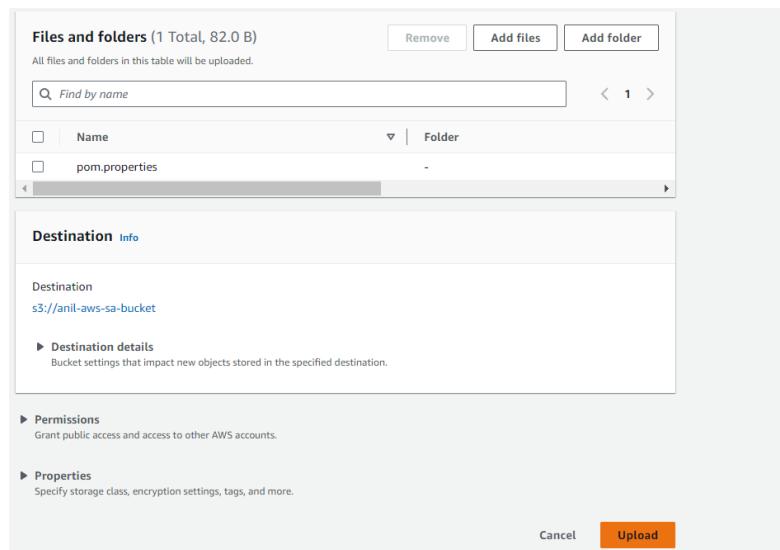 Files and folders (1 Total, 82.0 B)
Remove
Add files
Add folder
All files and folders in this table will be uploaded.
Find by name
1
Name
Folder
pom.properties
-
Destination Info
Destination
s3://anil-aws-sa-bucket
Destination details
Bucket settings that impact new objects stored in the specified destination.
Permissions
Grant public access and access to other AWS accounts.
Properties
Specify storage class, encryption settings, tags, and more.
Cancel
Upload